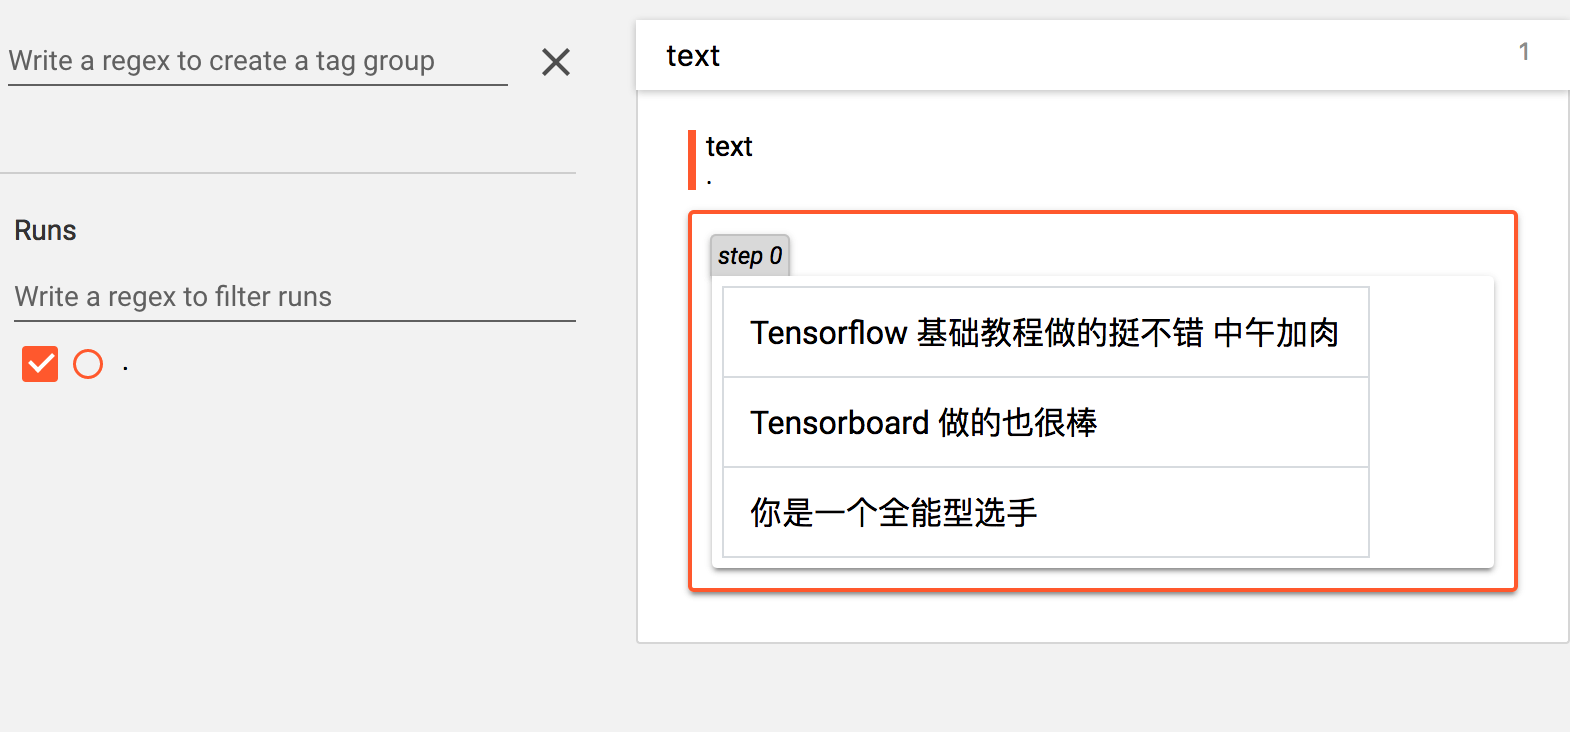 Write a regex to create a tag group
Runs
Write a regex to filter runs
.
text
1
text
.
step 0
Tensorflow 基础教程做的挺不错 中午加肉
Tensorboard 做的也很棒
你是一个全能型选手